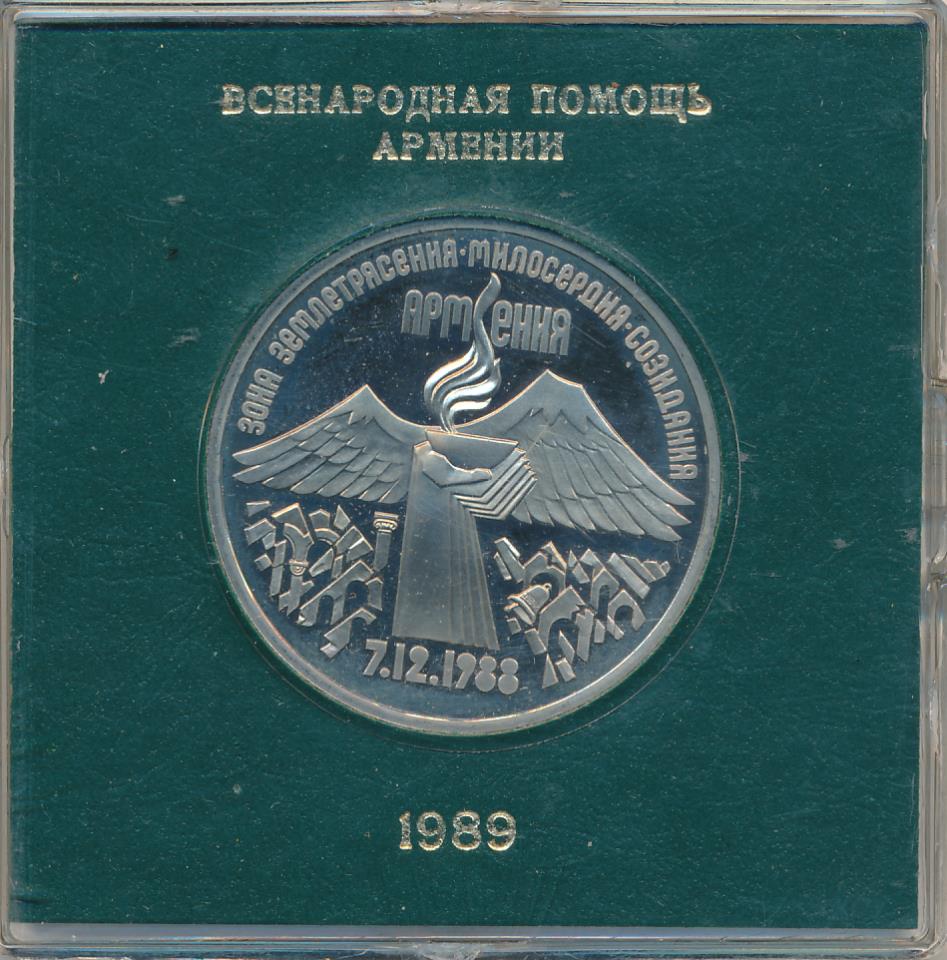 ВСЕНАРОДНАЯ ПОМОЩЬ
АРМЕНИИ
ЗОНА ЗЕМЛЕТРЯСЕНИЯ·МИЛОСЕРДИЯ·СОЗИДАНИЯ
АРМЕНИЯ
7.12.1988
1989